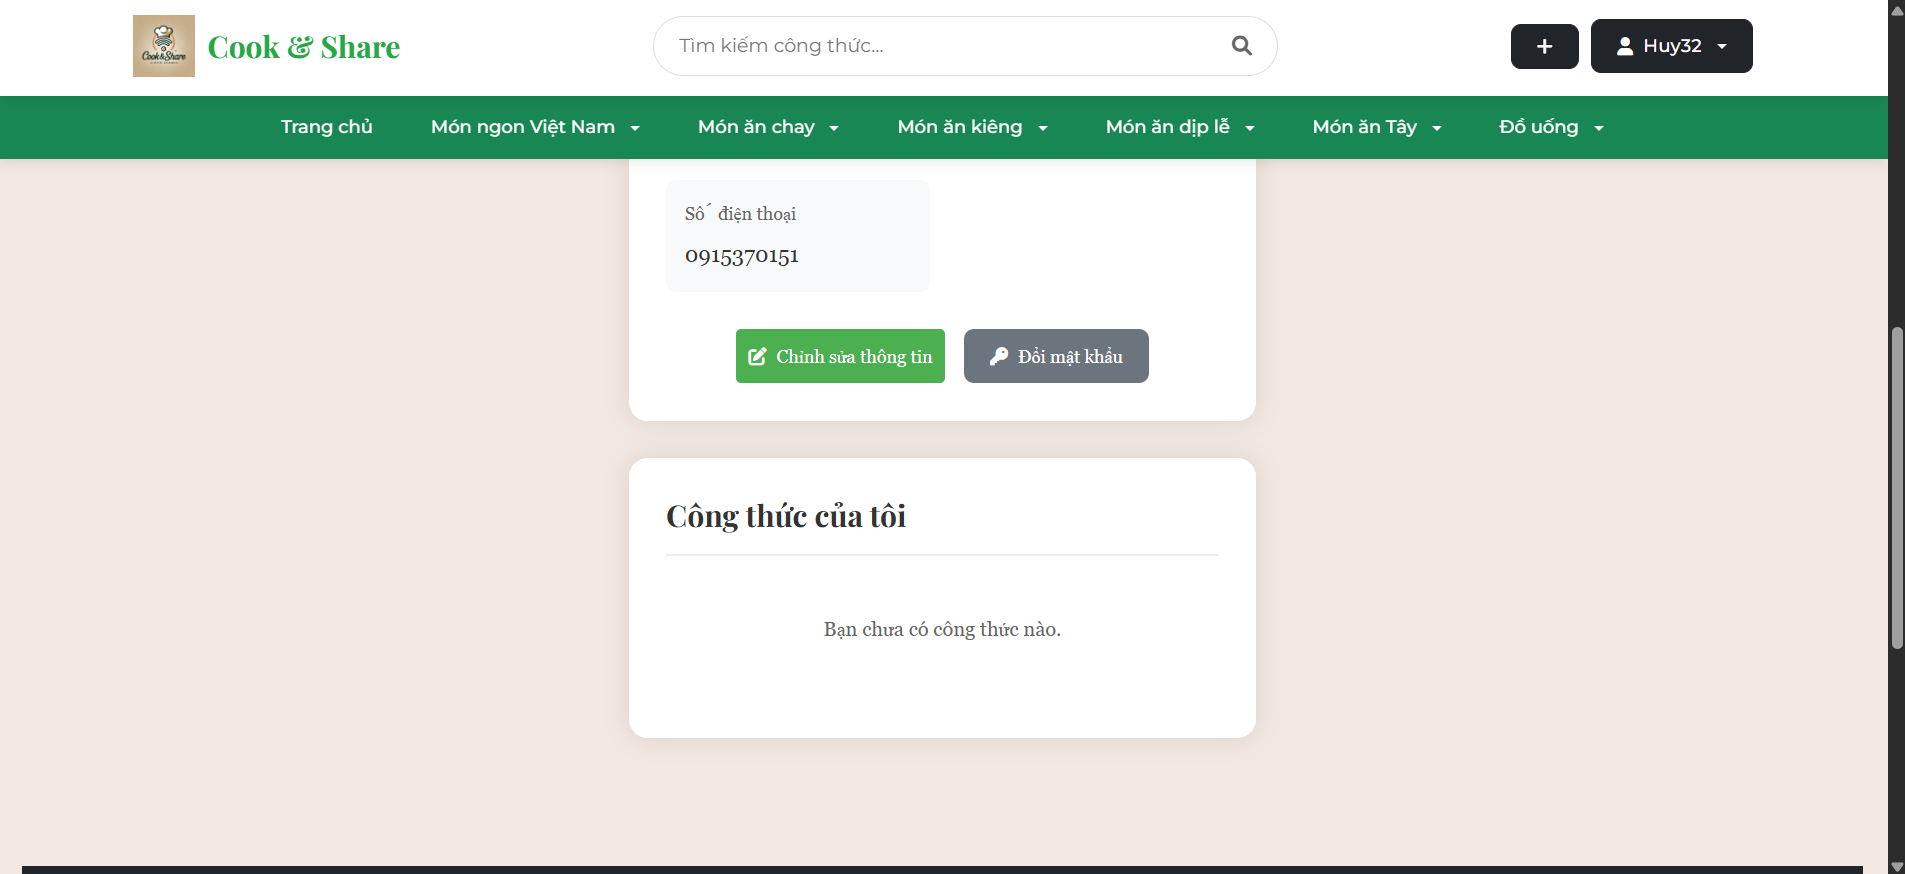 Cook & Share
Cook & Share
Tìm kiếm công thức...
Huy32
Trang chủ
Món ngon Việt Nam
Món ăn chay
Món ăn kiêng
Món ăn dịp lễ
Món ăn Tây
Đồ uống
Số điện thoại
0915370151
Chỉnh sửa thông tin
Đổi mật khẩu
Công thức của tôi
Bạn chưa có công thức nào.